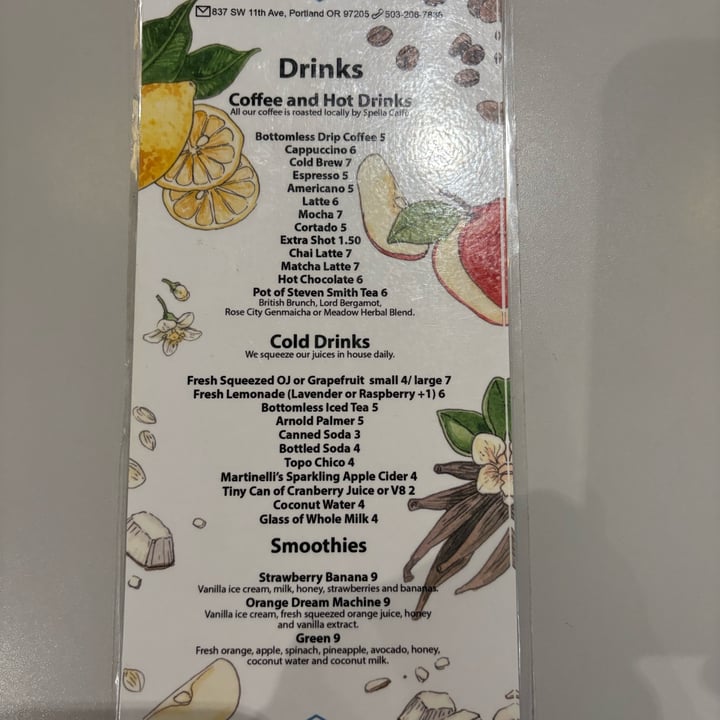 837 SW 11th Ave, Portland OR 97205 503-206-7836
Drinks
Coffee and Hot Drinks
All our coffee is roasted locally by Spella Caffe
Bottomless Drip Coffee 5
Cappuccino 6
Cold Brew 7
Espresso 5
Americano 5
Latte 6
Mocha 7
Cortado 5
Extra Shot 1.50
Chai Latte 7
Matcha Latte 7
Hot Chocolate 6
Pot of Steven Smith Tea 6
British Brunch, Lord Bergamot,
Rose City Genmaicha or Meadow Herbal Blend.
Cold Drinks
We squeeze our juices in house daily.
Fresh Squeezed OJ or Grapefruit small 4/ large 7
Fresh Lemonade (Lavender or Raspberry +1) 6
Bottomless Iced Tea 5
Arnold Palmer 5
Canned Soda 3
Bottled Soda 4
Topo Chico 4
Martinelli's Sparkling Apple Cider 4
Tiny Can of Cranberry Juice or V8 2
Coconut Water 4
Glass of Whole Milk 4
Smoothies
Strawberry Banana 9
Vanilla ice cream, milk, honey, strawberries and bananas.
Orange Dream Machine 9
Vanilla ice cream, fresh squeezed orange juice, honey
and vanilla extract.
Green 9
Fresh orange, apple, spinach, pineapple, avocado, honey,
coconut water and coconut milk.